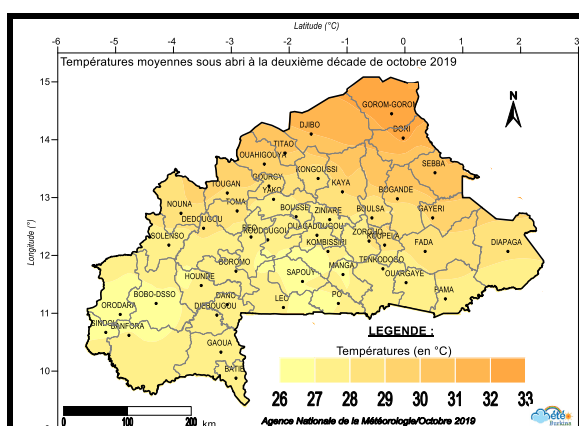 Latitude (°C)
-6 -5 -4 -3 -2 -1 0 1 2 3
Températures moyennes sous abri à la deuxième décade de octobre 2019
15
GOROM-GOROM
N
DJIBO
DORI
14
TITAO
OUAHIGOUYA
KONGOUSSI
SEBBA
GOURCY
TOUGAN
YAKO
KAYA
BOGANDE
13
NOUNA
TOMA
BOUSSE
ZINIARE
BOULSA
GAYERI
DEDOUGOU
REO
KOUDOUGOU
OUAGADOUGOU
ZORGHO
KOUPELA
SOLENSO
KOMBISSIRI
FADA
DIAPAGA
12
Longitude (°)
BOROMO
TENKODOGO
SAPOUY
MANGA
OUARGAYE
HOUNDE
PAMA
BOBO-DSSO
DANO
LEO
PO
ORODARA
DIEBOUGOU
11
SINDOU
BANFORA
LEGENDE :
GAOUA
Températures (en °C)
BATIE
10
26 27 28 29 30 31 32 33
0 100 200 km
Agence Nationale de la Météorologie/Octobre 2019
Météo
Burkina